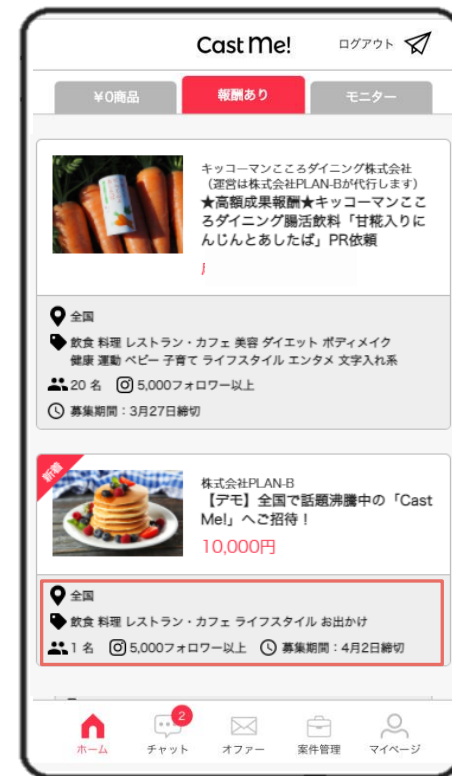 Cast Me!
ログアウト
¥0商品
報酬あり
モニター
キッコーマンこころダイニング株式会社
（運営は株式会社PLAN-Bが代行します）
★高額成果報酬★キッコーマンここ
ろダイニング腸活飲料「甘糀入りに
んじんとあしたば」PR依頼
全国
飲食 料理 レストラン・カフェ 美容 ダイエット ボディメイク
健康 運動 ベビー 子育て ライフスタイル エンタメ 文字入れ系
20 名 5,000フォロワー以上
募集期間：3月27日締切
新着
株式会社PLAN-B
【デモ】全国で話題沸騰中の「Cast
Me!」へご招待！
10,000円
全国
飲食 料理 レストラン・カフェ ライフスタイル お出かけ
1 名 5,000フォロワー以上 募集期間：4月2日締切
2
ホーム
チャット
オファー
案件管理
マイページ